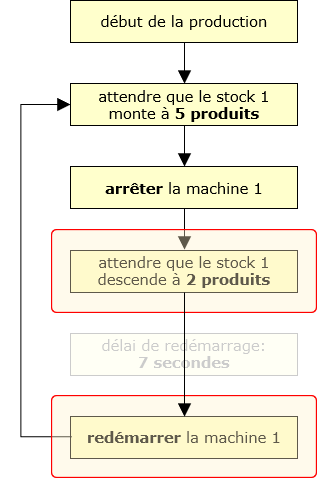 début de la production
attendre que le stock 1
monte à 5 produits
arrêter la machine 1
attendre que le stock 1
descende à 2 produits
délai de redémarrage:
7 secondes
redémarrer la machine 1